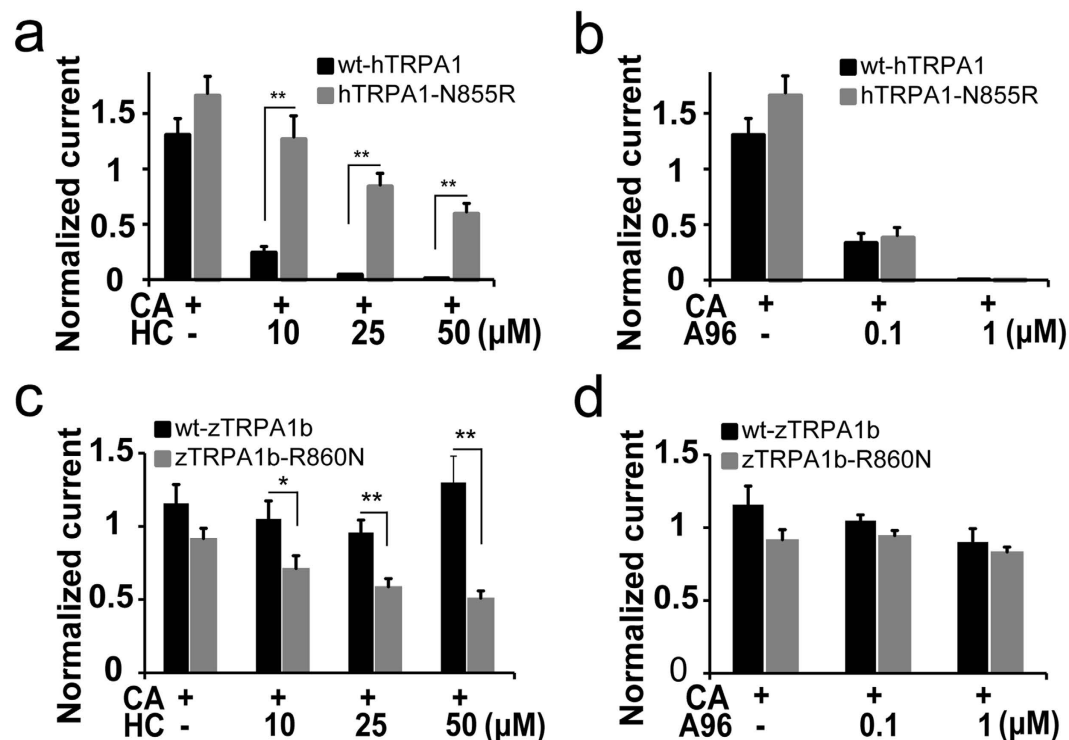 a
wt-hTRPA1
hTRPA1-N855R
Normalized current
1.5
1
0.5
0
**
**
**
CA + + + +
HC - 10 25 50 (µM)
b
wt-hTRPA1
hTRPA1-N855R
Normalized current
1.5
1
0.5
0
CA + + +
A96 - 0.1 1 (µM)
c
wt-zTRPA1b
zTRPA1b-R860N
Normalized current
1.5
1
0.5
0
*
**
**
CA + + + +
HC - 10 25 50 (µM)
d
wt-zTRPA1b
zTRPA1b-R860N
Normalized current
1.5
1
0.5
0
CA + + +
A96 - 0.1 1 (µM)